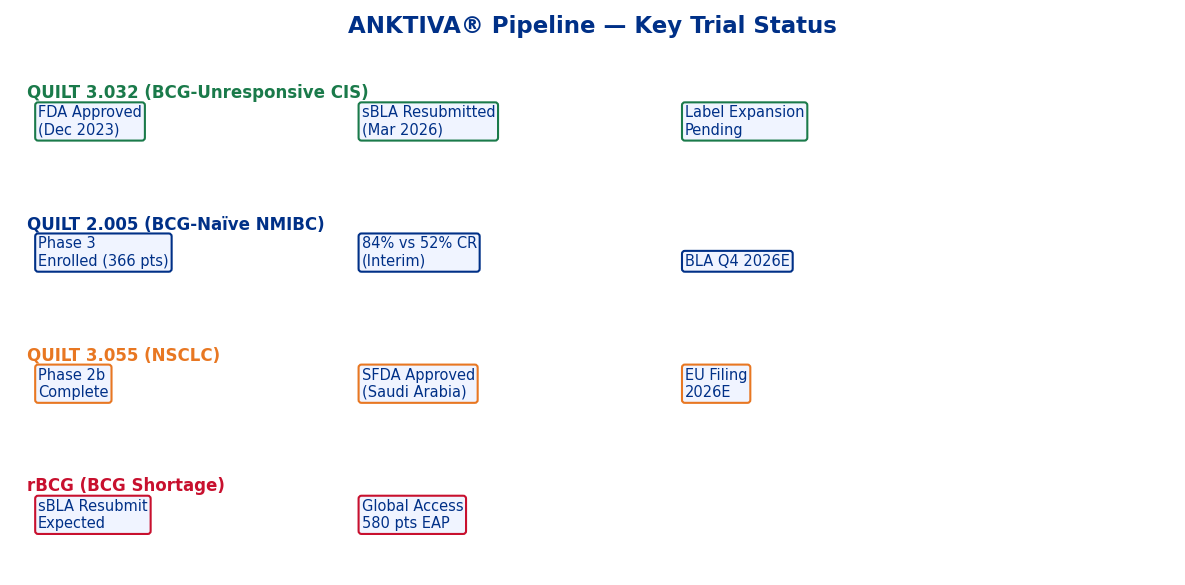 ANKTIVA® Pipeline — Key Trial Status
QUILT 3.032 (BCG-Unresponsive CIS)
FDA Approved
(Dec 2023)
sBLA Resubmitted
(Mar 2026)
Label Expansion
Pending
QUILT 2.005 (BCG-Naïve NMIBC)
Phase 3
Enrolled (366 pts)
84% vs 52% CR
(Interim)
BLA Q4 2026E
QUILT 3.055 (NSCLC)
Phase 2b
Complete
SFDA Approved
(Saudi Arabia)
EU Filing
2026E
rBCG (BCG Shortage)
sBLA Resubmit
Expected
Global Access
580 pts EAP